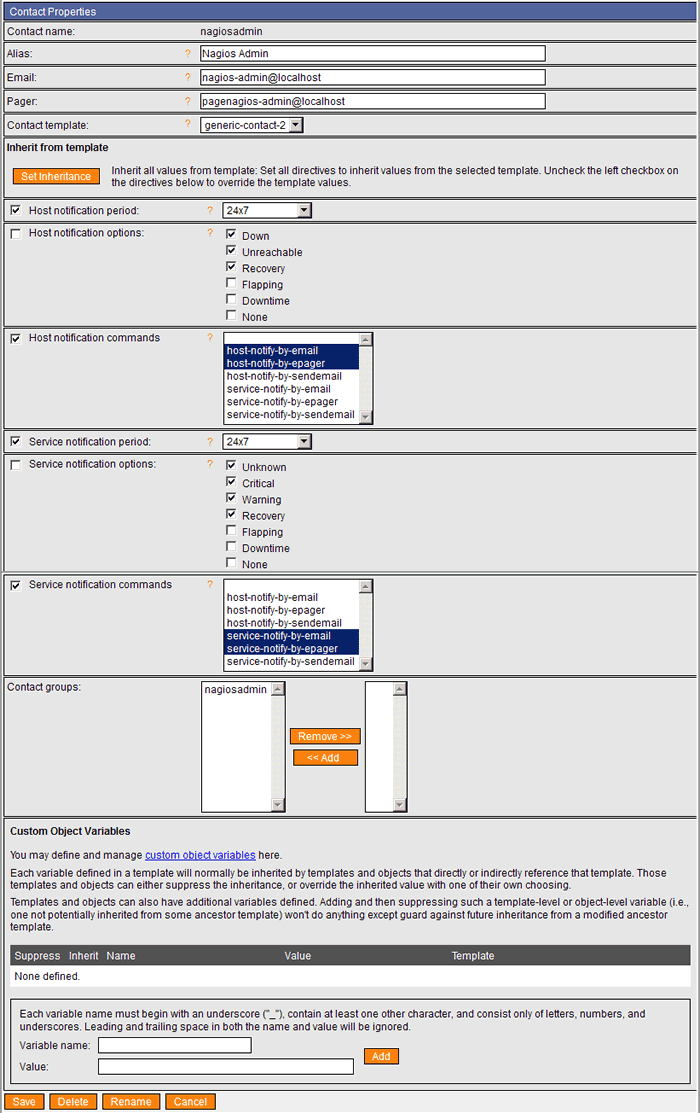 Contact Properties
Contact name: nagiosadmin
Alias: ? Nagios Admin
Email: ? nagios-admin@localhost
Pager: ? pagenagios-admin@localhost
Contact template: ? generic-contact-2
Inherit from template
Set Inheritance
Inherit all values from template: Set all directives to inherit values from the selected template. Uncheck the left checkbox on
the directives below to override the template values.
Host notification period: ? 24x7
Host notification options: ? Down
Unreachable
Recovery
Flapping
Downtime
None
Host notification commands ?
host-notify-by-email
host-notify-by-epager
host-notify-by-sendemail
service-notify-by-email
service-notify-by-epager
service-notify-by-sendemail
Service notification period: ? 24x7
Service notification options: ? Unknown
Critical
Warning
Recovery
Flapping
Downtime
None
Service notification commands ?
host-notify-by-email
host-notify-by-epager
host-notify-by-sendemail
service-notify-by-email
service-notify-by-epager
service-notify-by-sendemail
Contact groups: nagiosadmin
Remove >>
<< Add
Custom Object Variables
You may define and manage custom object variables here.
Each variable defined in a template will normally be inherited by templates and objects that directly or indirectly reference that template. Those
templates and objects can either suppress the inheritance, or override the inherited value with one of their own choosing.
Templates and objects can also have additional variables defined. Adding and then suppressing such a template-level or object-level variable (i.e.,
one not potentially inherited from some ancestor template) won't do anything except guard against future inheritance from a modified ancestor
template.
Suppress Inherit Name Value Template
None defined.
Each variable name must begin with an underscore ("_"), contain at least one other character, and consist only of letters, numbers, and
underscores. Leading and trailing space in both the name and value will be ignored.
Variable name:
Value:
Add
Save Delete Rename Cancel